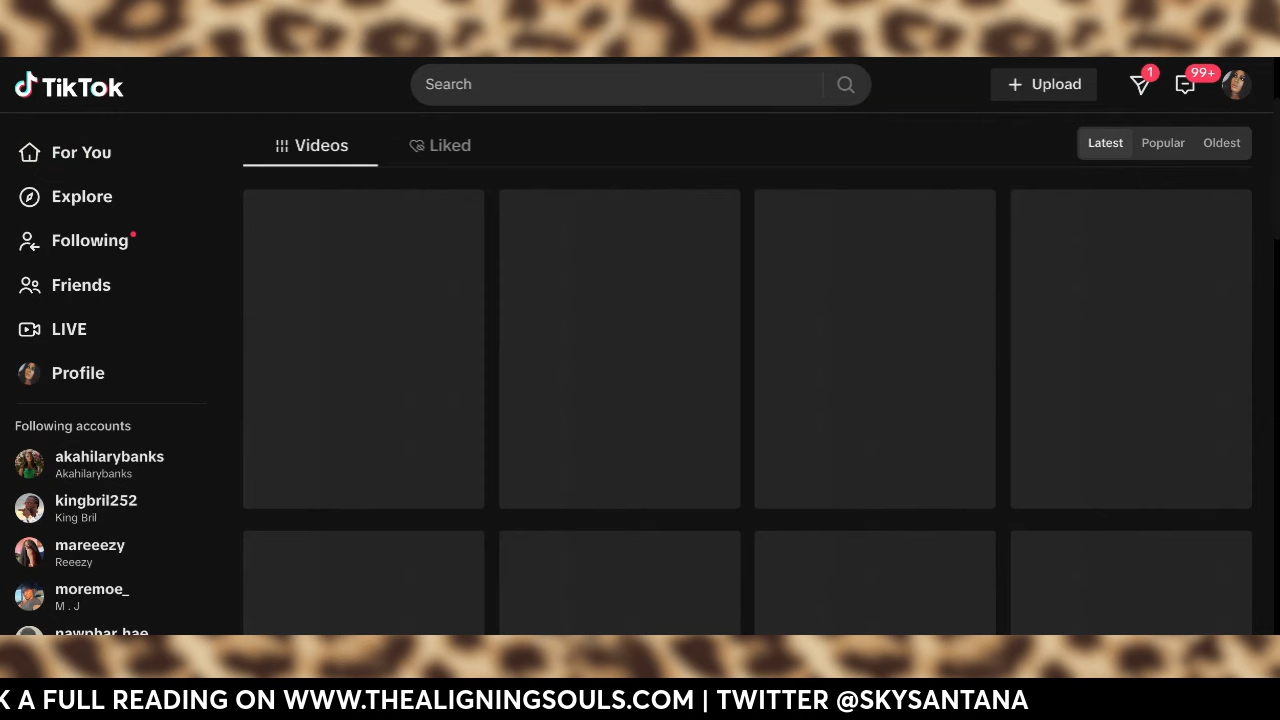 TikTok
Search
Upload
1
99+
For You
Explore
Following
Friends
LIVE
Profile
Videos
Liked
Latest
Popular
Oldest
Following accounts
akahilarybanks
Akahilarybanks
kingbril252
King Bril
mareeezy
Reeezy
moremoe_
M . J
K A FULL READING ON WWW.THEALIGNINGSOULS.COM | TWITTER @SKYSANTANA